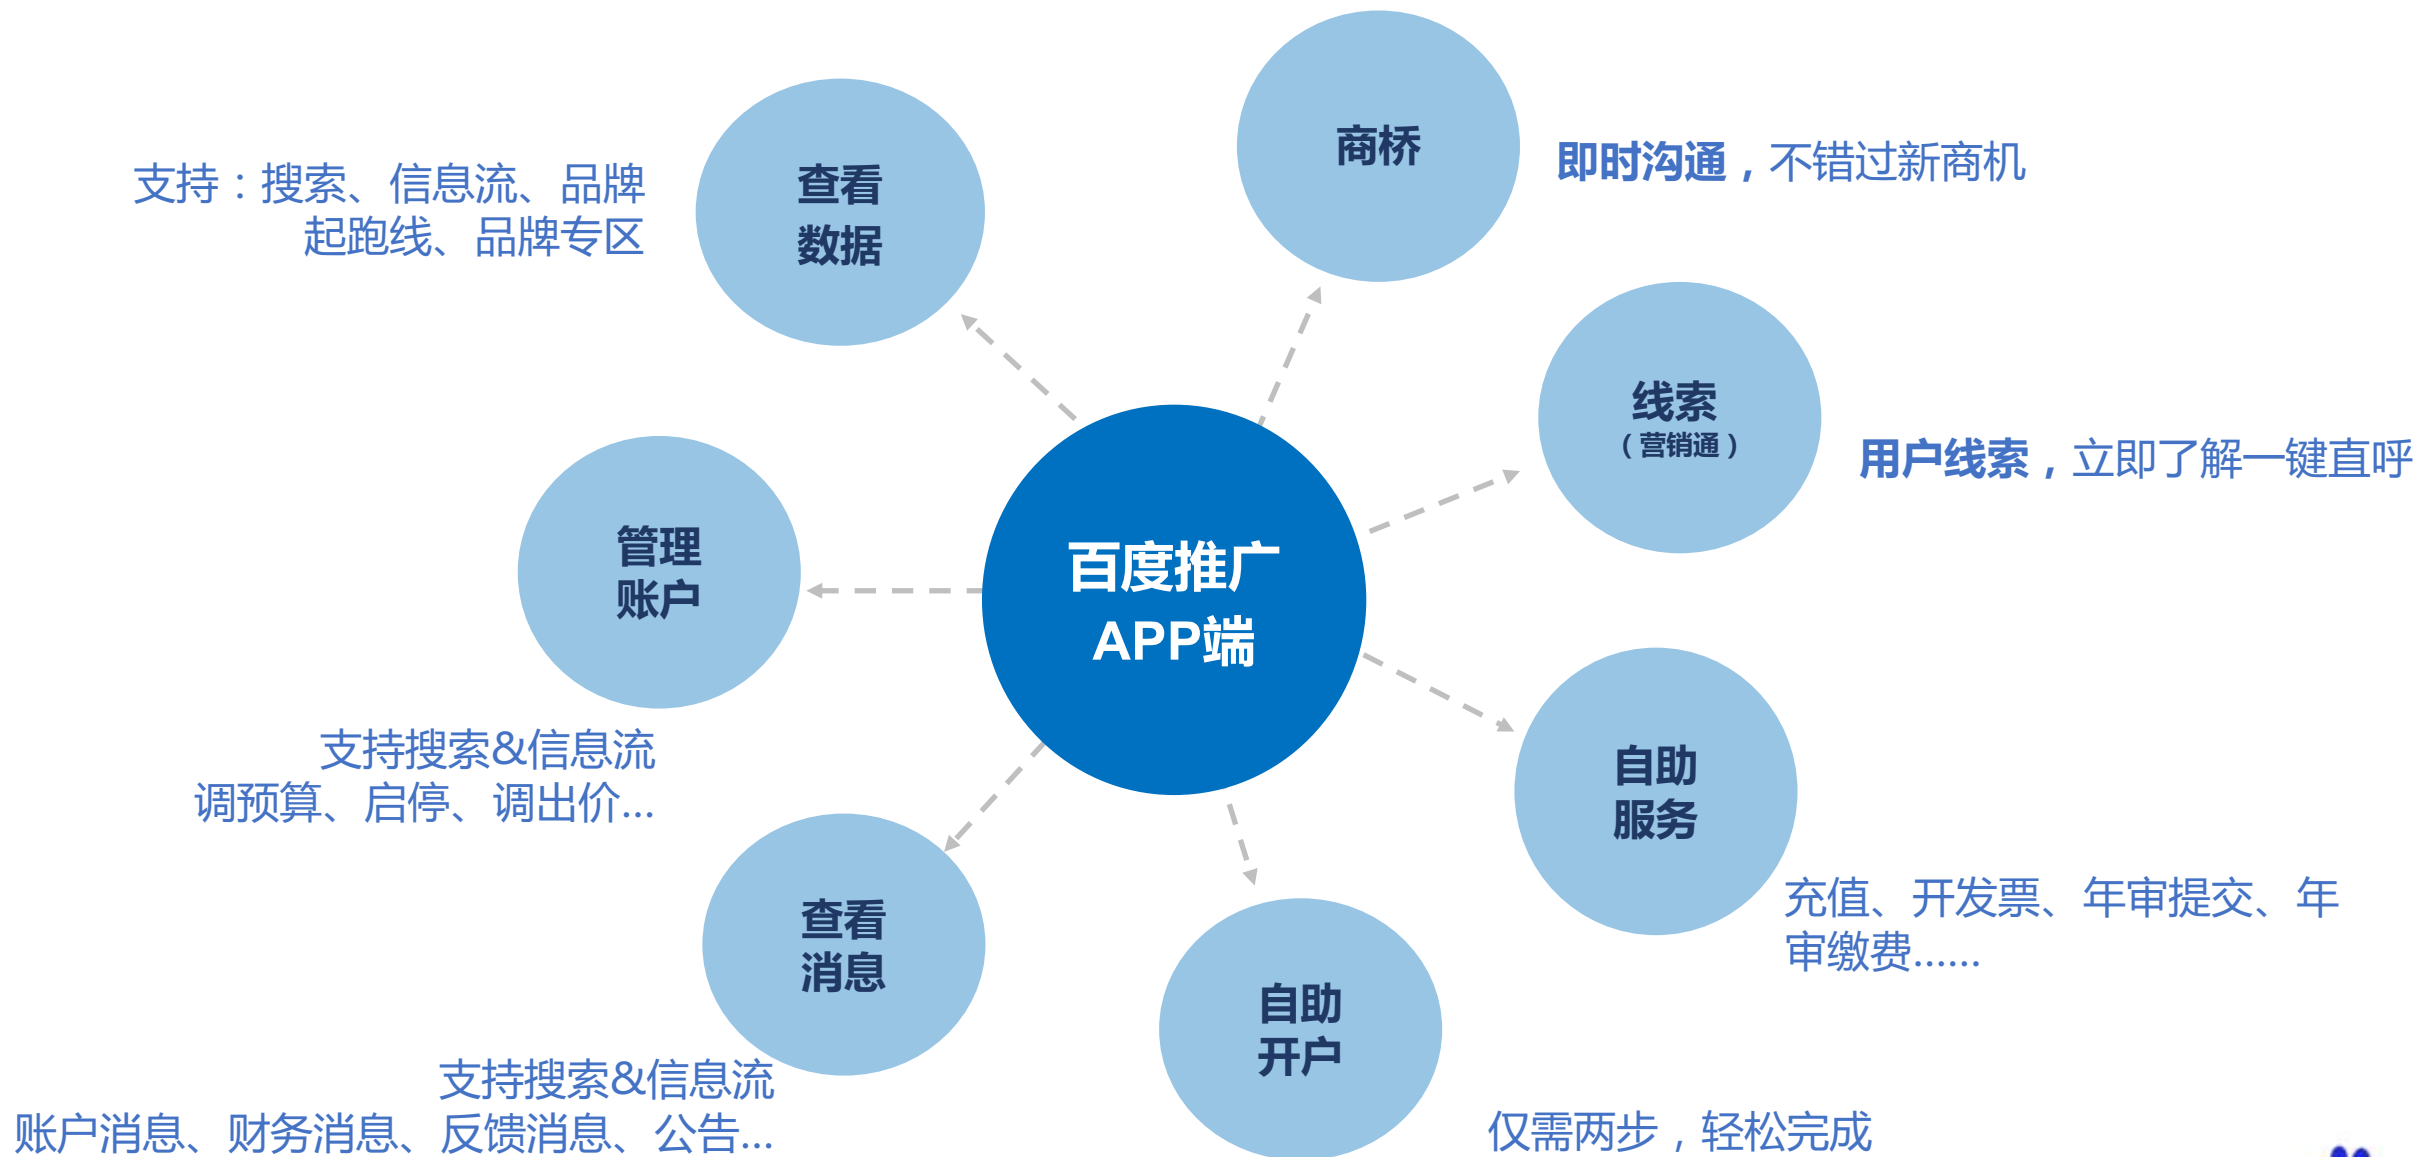 商桥
即时沟通，不错过新商机
查看
数据
支持：搜索、信息流、品牌
起跑线、品牌专区
线索
（营销通）
用户线索，立即了解一键直呼
管理
账户
支持搜索&信息流
调预算、启停、调出价...
百度推广
APP端
自助
服务
充值、开发票、年审提交、年
审缴费......
查看
消息
支持搜索&信息流
账户消息、财务消息、反馈消息、公告...
自助
开户
仅需两步，轻松完成